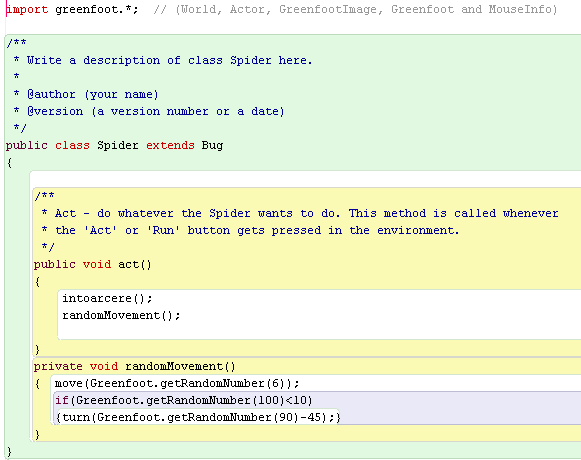 import greenfoot.*;  // (World, Actor, GreenfootImage, Greenfoot and MouseInfo)
/**
 * Write a description of class Spider here.
 *
 * @author (your name)
 * @version (a version number or a date)
 */
public class Spider extends Bug
{
    /**
     * Act - do whatever the Spider wants to do. This method is called whenever
     * the 'Act' or 'Run' button gets pressed in the environment.
     */
    public void act()
    {
        intoarcere();
        randomMovement();
    }
    private void randomMovement()
    {  move(Greenfoot.getRandomNumber(6));
       if(Greenfoot.getRandomNumber(100)<10)
       {turn(Greenfoot.getRandomNumber(90)-45);}
    }
}